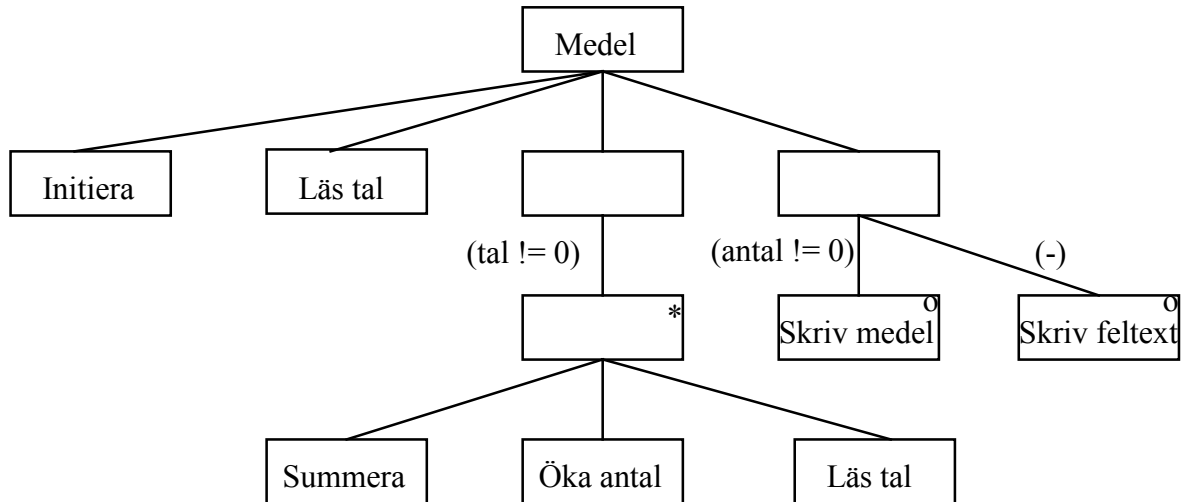 Medel
Initiera
Läs tal
(tal != 0)
(antal != 0)
(-)
*
o
o
Skriv medel
Skriv feltext
Summera
Öka antal
Läs tal